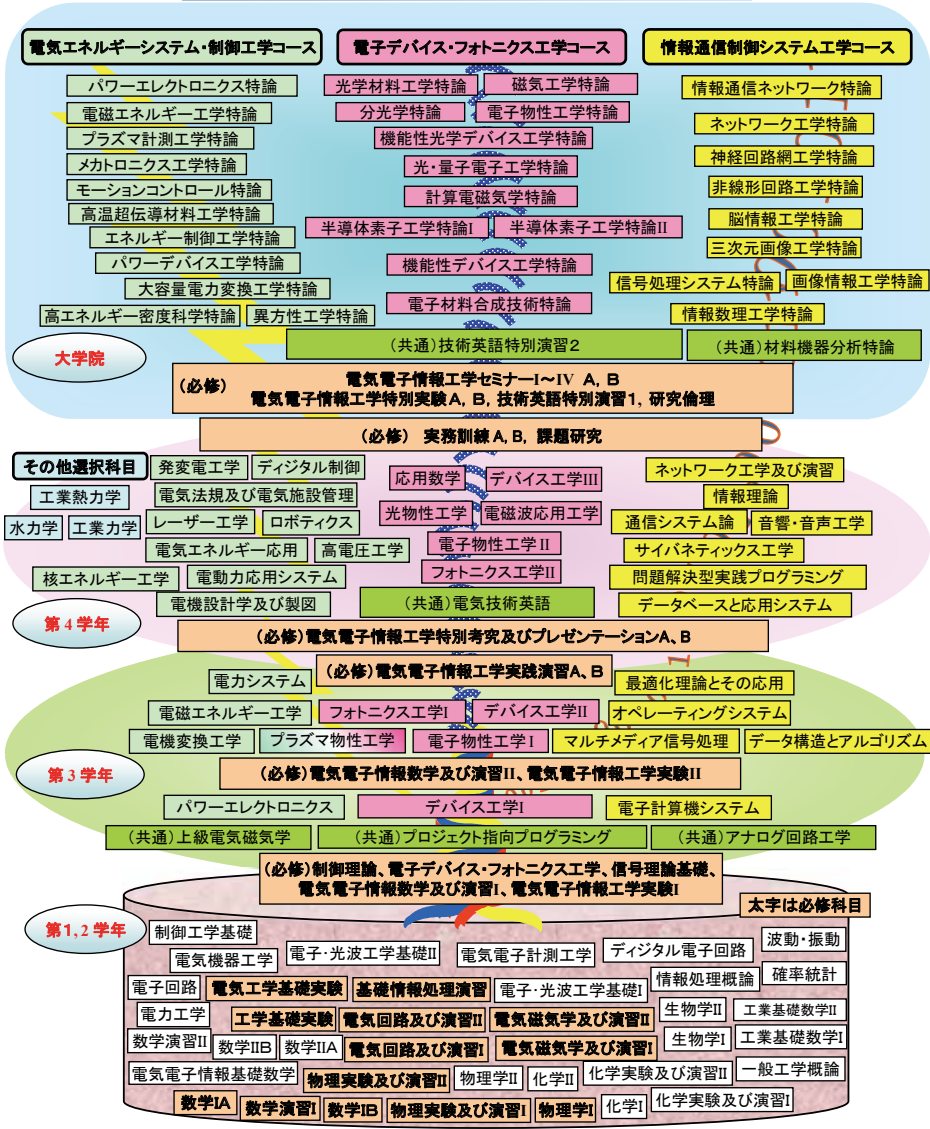 電気エネルギーシステム・制御工学コース
電子デバイス・フォトニクス工学コース
情報通信制御システム工学コース
パワーエレクトロニクス特論
電磁エネルギー工学特論
プラズマ計測工学特論
メカトロニクス工学特論
モーションコントロール特論
高温超伝導材料工学特論
エネルギー制御工学特論
パワーデバイス工学特論
大容量電力変換工学特論
高エネルギー密度科学特論
異方性工学特論
光学材料工学特論
磁気工学特論
分光学特論
電子物性工学特論
機能性光学デバイス工学特論
光・量子電子工学特論
計算電磁気学特論
半導体素子工学特論I
半導体素子工学特論II
機能性デバイス工学特論
電子材料合成技術特論
情報通信ネットワーク特論
ネットワーク工学特論
神経回路網工学特論
非線形回路工学特論
脳情報工学特論
三次元画像工学特論
信号処理システム特論
画像情報工学特論
情報数理工学特論
大学院
(共通)技術英語特別演習2
(共通)材料機器分析特論
(必修) 電気電子情報工学セミナーI～IV A, B
電気電子情報工学特別実験A, B, 技術英語特別演習1, 研究倫理
(必修) 実務訓練A, B, 課題研究
その他選択科目
工業熱力学
水力学
工業力学
核エネルギー工学
発変電工学
ディジタル制御
電気法規及び電気施設管理
レーザー工学
ロボティクス
電気エネルギー応用
高電圧工学
電動力応用システム
電機設計学及び製図
応用数学
デバイス工学III
光物性工学
電磁波応用工学
電子物性工学II
フォトニクス工学II
(共通)電気技術英語
ネットワーク工学及び演習
情報理論
通信システム論
音響・音声工学
サイバネティックス工学
問題解決型実践プログラミング
データベースと応用システム
第4学年
(必修)電気電子情報工学特別考究及びプレゼンテーションA、B
(必修)電気電子情報工学実践演習A、B
電力システム
最適化理論とその応用
電磁エネルギー工学
フォトニクス工学I
デバイス工学II
オペレーティングシステム
電機変換工学
プラズマ物性工学
電子物性工学I
マルチメディア信号処理
データ構造とアルゴリズム
第3学年
(必修)電気電子情報数学及び演習II、電気電子情報工学実験II
パワーエレクトロニクス
デバイス工学I
電子計算機システム
(共通)上級電気磁気学
(共通)プロジェクト指向プログラミング
(共通)アナログ回路工学
(必修)制御理論、電子デバイス・フォトニクス工学、信号理論基礎、
電気電子情報数学及び演習I、電気電子情報工学実験I
第1,2学年
太字は必修科目
制御工学基礎
電気機器工学
電子・光波工学基礎II
電気電子計測工学
ディジタル電子回路
波動・振動
電子回路
電気工学基礎実験
基礎情報処理演習
電子・光波工学基礎I
情報処理概論
確率統計
電力工学
工学基礎実験
電気回路及び演習II
電気磁気学及び演習II
生物学II
工業基礎数学II
数学演習II
数学IIB
数学IIA
電気回路及び演習I
電気磁気学及び演習I
生物学I
工業基礎数学I
電気電子情報基礎数学
物理実験及び演習II
物理学II
化学II
化学実験及び演習II
一般工学概論
数学IA
数学演習I
数学IB
物理実験及び演習I
物理学I
化学I
化学実験及び演習I